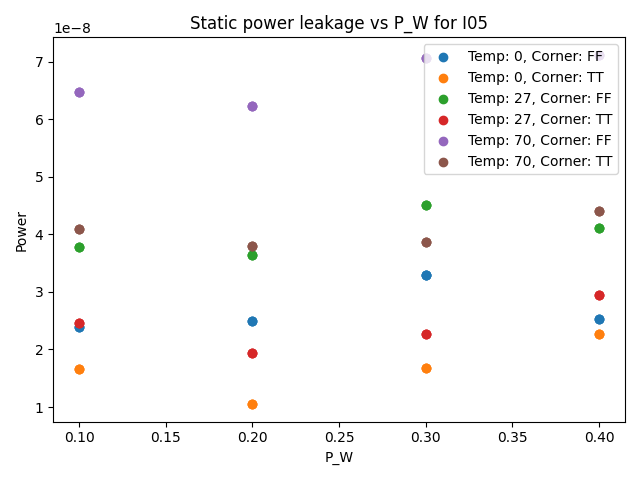 Static power leakage vs P_W for I05
1e−8
Temp: 0, Corner: FF
Temp: 0, Corner: TT
Temp: 27, Corner: FF
Temp: 27, Corner: TT
Temp: 70, Corner: FF
Temp: 70, Corner: TT
7
6
5
4
3
2
1
Power
0.10 0.15 0.20 0.25 0.30 0.35 0.40
P_W